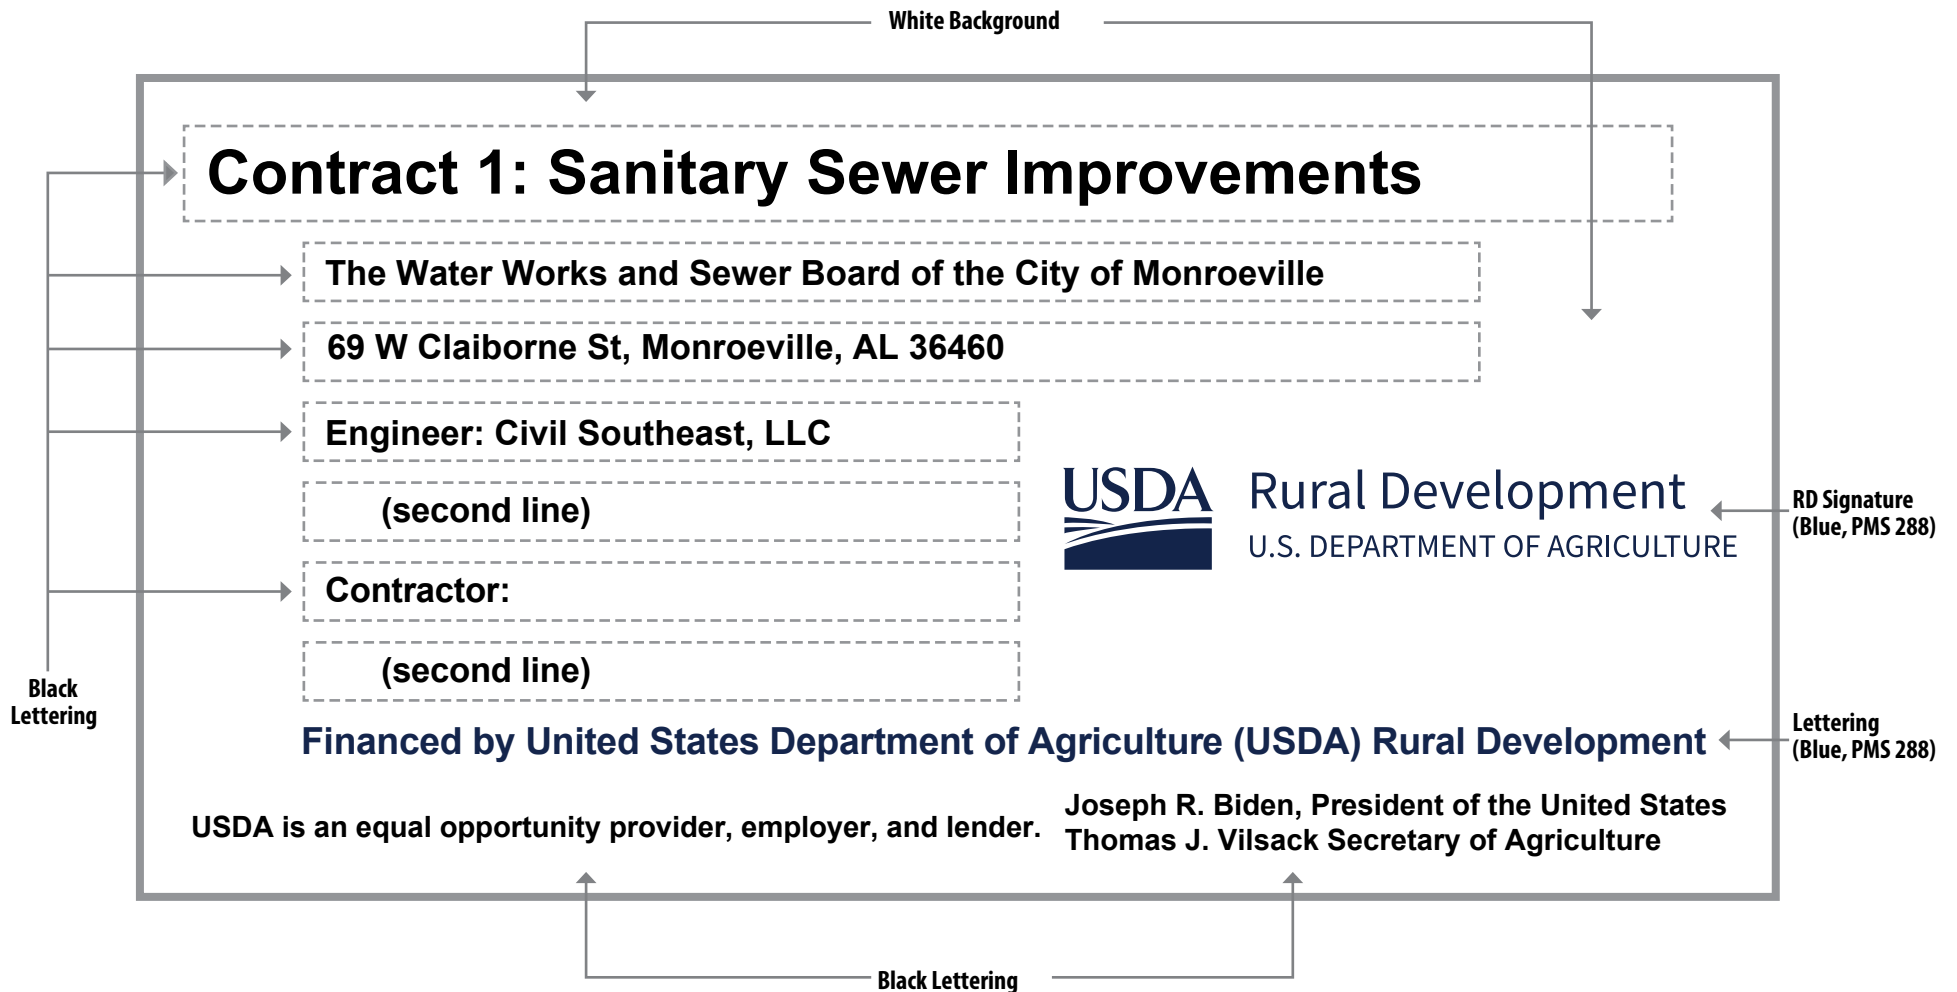 White Background
Contract 1: Sanitary Sewer Improvements
The Water Works and Sewer Board of the City of Monroeville
69 W Claiborne St, Monroeville, AL 36460
Engineer: Civil Southeast, LLC
(second line)
Contractor:
(second line)
USDA
Rural Development
U.S. DEPARTMENT OF AGRICULTURE
RD Signature
(Blue, PMS 288)
Black
Lettering
Financed by United States Department of Agriculture (USDA) Rural Development
Lettering
(Blue, PMS 288)
USDA is an equal opportunity provider, employer, and lender.
Joseph R. Biden, President of the United States
Thomas J. Vilsack Secretary of Agriculture
Black Lettering